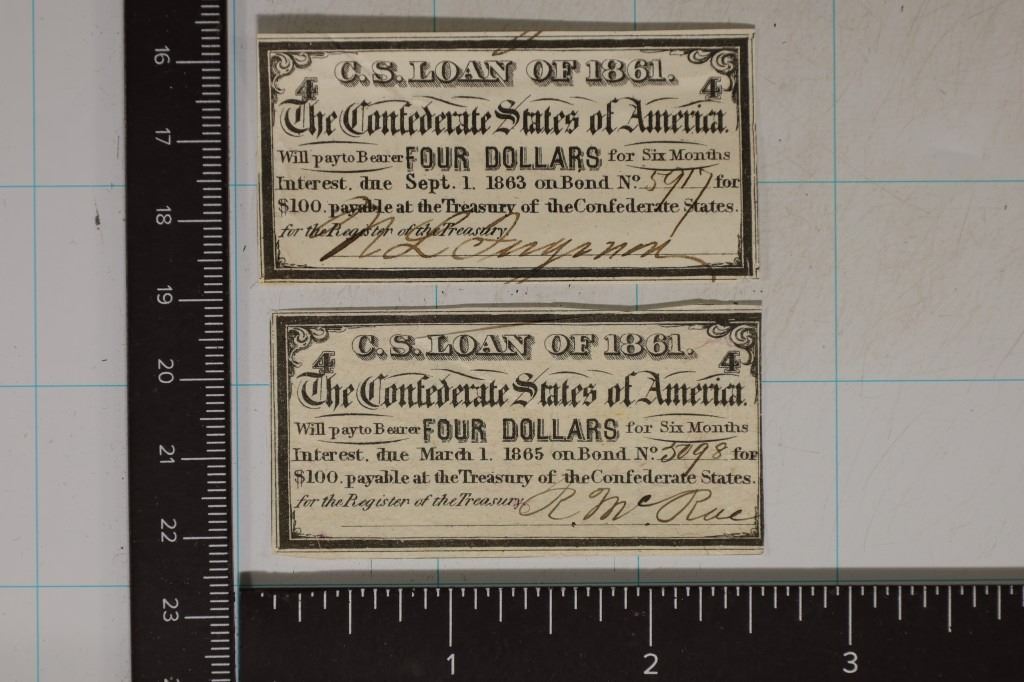 16
17
18
19
20
21
22
23
C. S. LOAN OF 1861.
4 4
The Confederate States of America.
Will pay to Bearer FOUR DOLLARS for Six Months
Interest, due Sept. 1. 1863 on Bond No. 5917 for
$100. payable at the Treasury of the Confederate States.
for the Register of the Treasury
C. S. LOAN OF 1861.
4 4
The Confederate States of America.
Will pay to Bearer FOUR DOLLARS for Six Months
Interest, due March 1. 1865 on Bond No. 5098 for
$100. payable at the Treasury of the Confederate States.
for the Register of the Treasury R. McRae
1 2 3